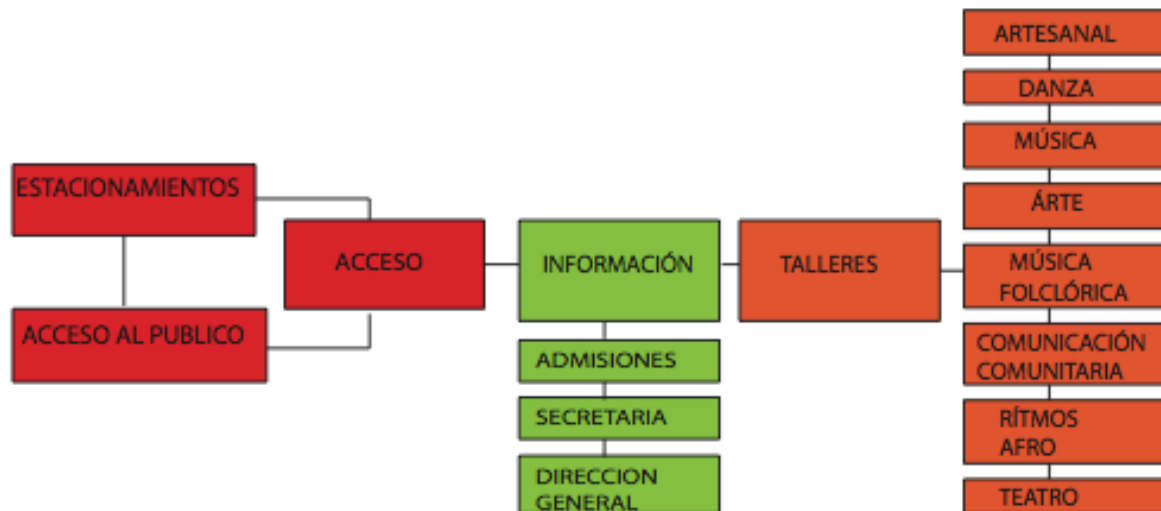 ESTACIONAMIENTOS
ACCESO AL PUBLICO
ACCESO
INFORMACIÓN
ADMISIONES
SECRETARIA
DIRECCION
GENERAL
TALLERES
ARTESANAL
DANZA
MÚSICA
ÁRTE
MÚSICA
FOLCLÓRICA
COMUNICACIÓN
COMUNITARIA
RÍTMOS
AFRO
TEATRO